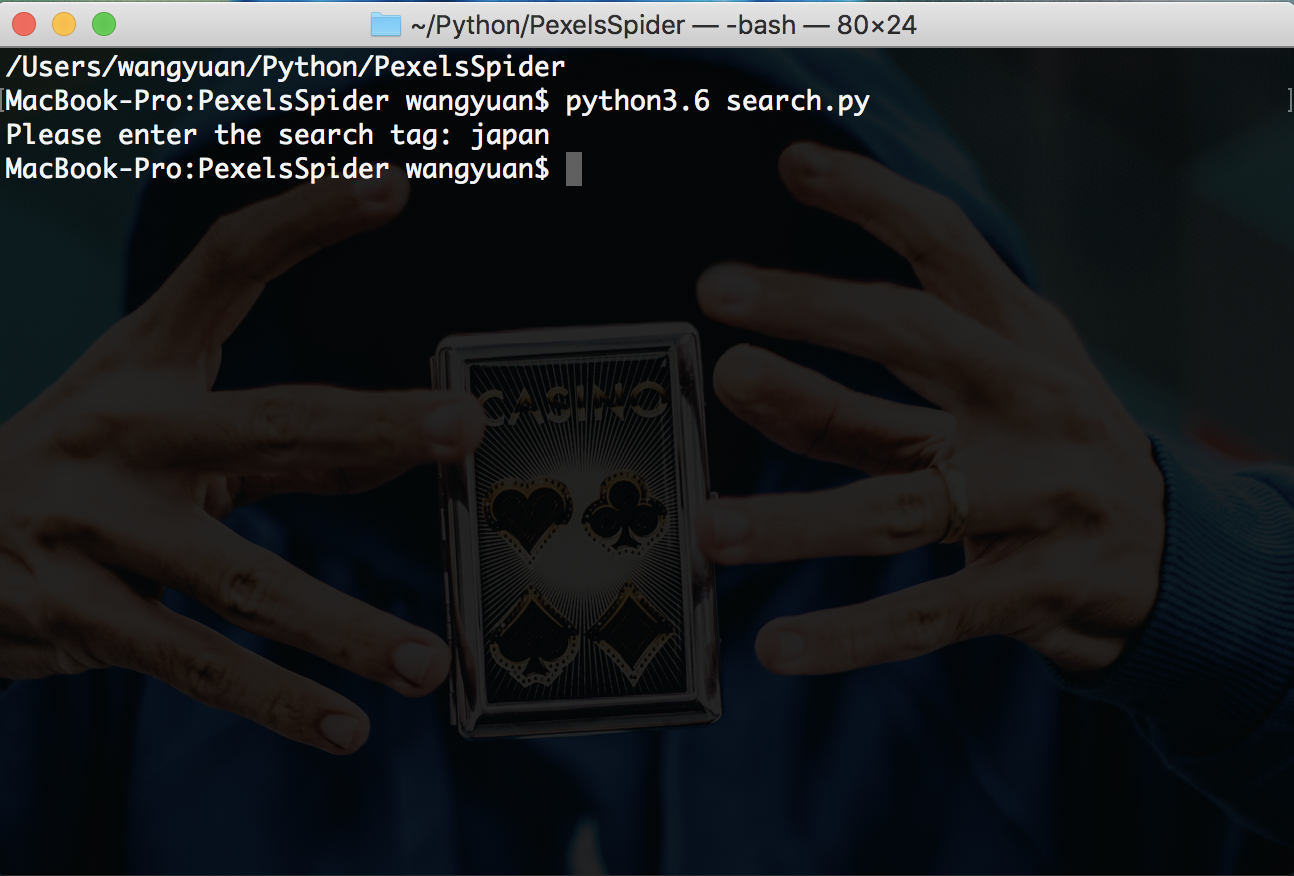 ~/Python/PexelsSpider — -bash — 80×24
/Users/wangyuan/Python/PexelsSpider
[MacBook-Pro:PexelsSpider wangyuan$ python3.6 search.py ]
Please enter the search tag: japan
MacBook-Pro:PexelsSpider wangyuan$
CASINO